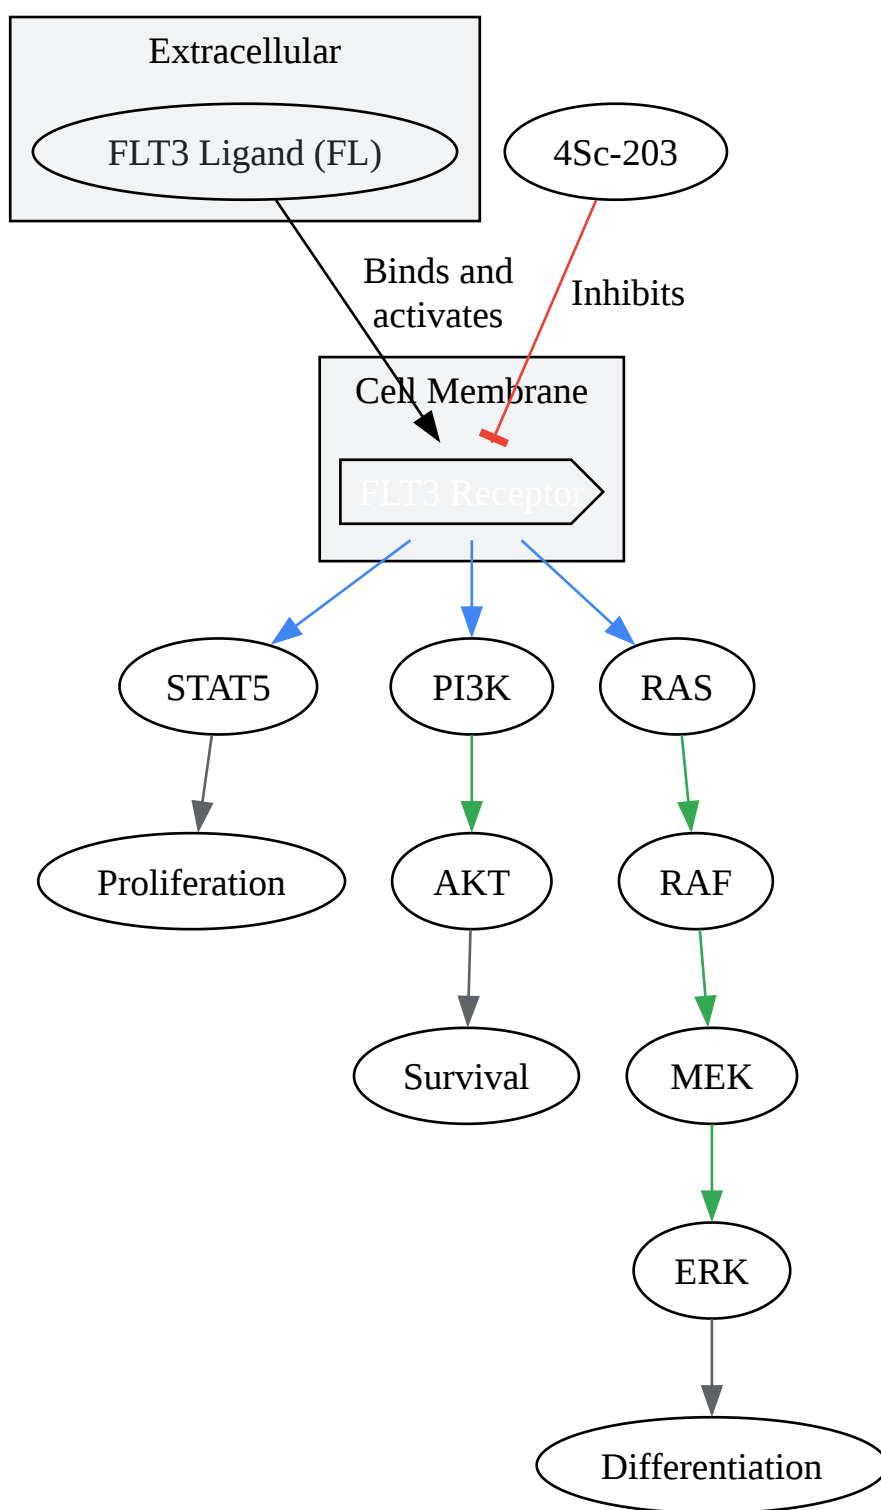 Extracellular
FLT3 Ligand (FL)
4Sc-203
Binds and
activates
Inhibits
Cell Membrane
FLT3 Receptor
STAT5
PI3K
RAS
Proliferation
AKT
RAF
Survival
MEK
ERK
Differentiation